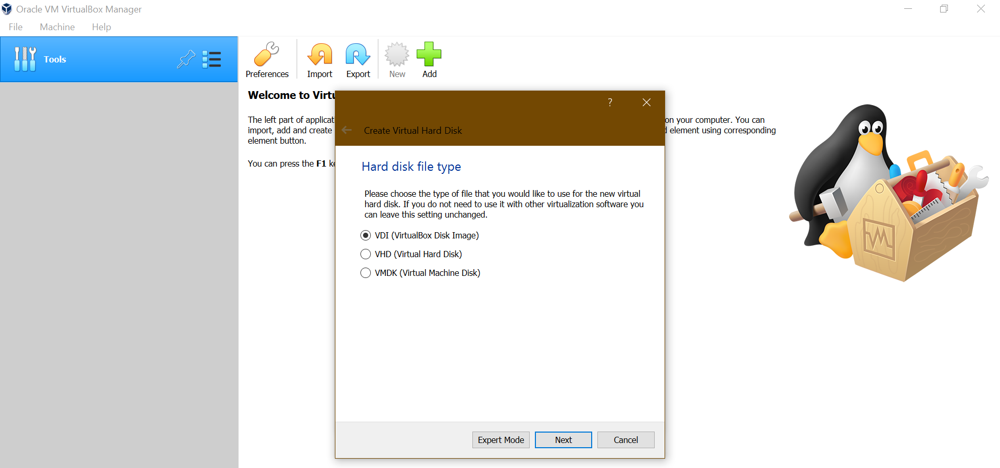 Oracle VM VirtualBox Manager
File Machine Help
Tools
Preferences Import Export New Add
Welcome to Virtu
The left part of applicat
on your computer. You can
import, add and create
element using corresponding
element button.
You can press the F1 ke
?
Create Virtual Hard Disk
Hard disk file type
Please choose the type of file that you would like to use for the new virtual
hard disk. If you do not need to use it with other virtualization software you
can leave this setting unchanged.
VDI (VirtualBox Disk Image)
VHD (Virtual Hard Disk)
VMDK (Virtual Machine Disk)
Expert Mode Next Cancel